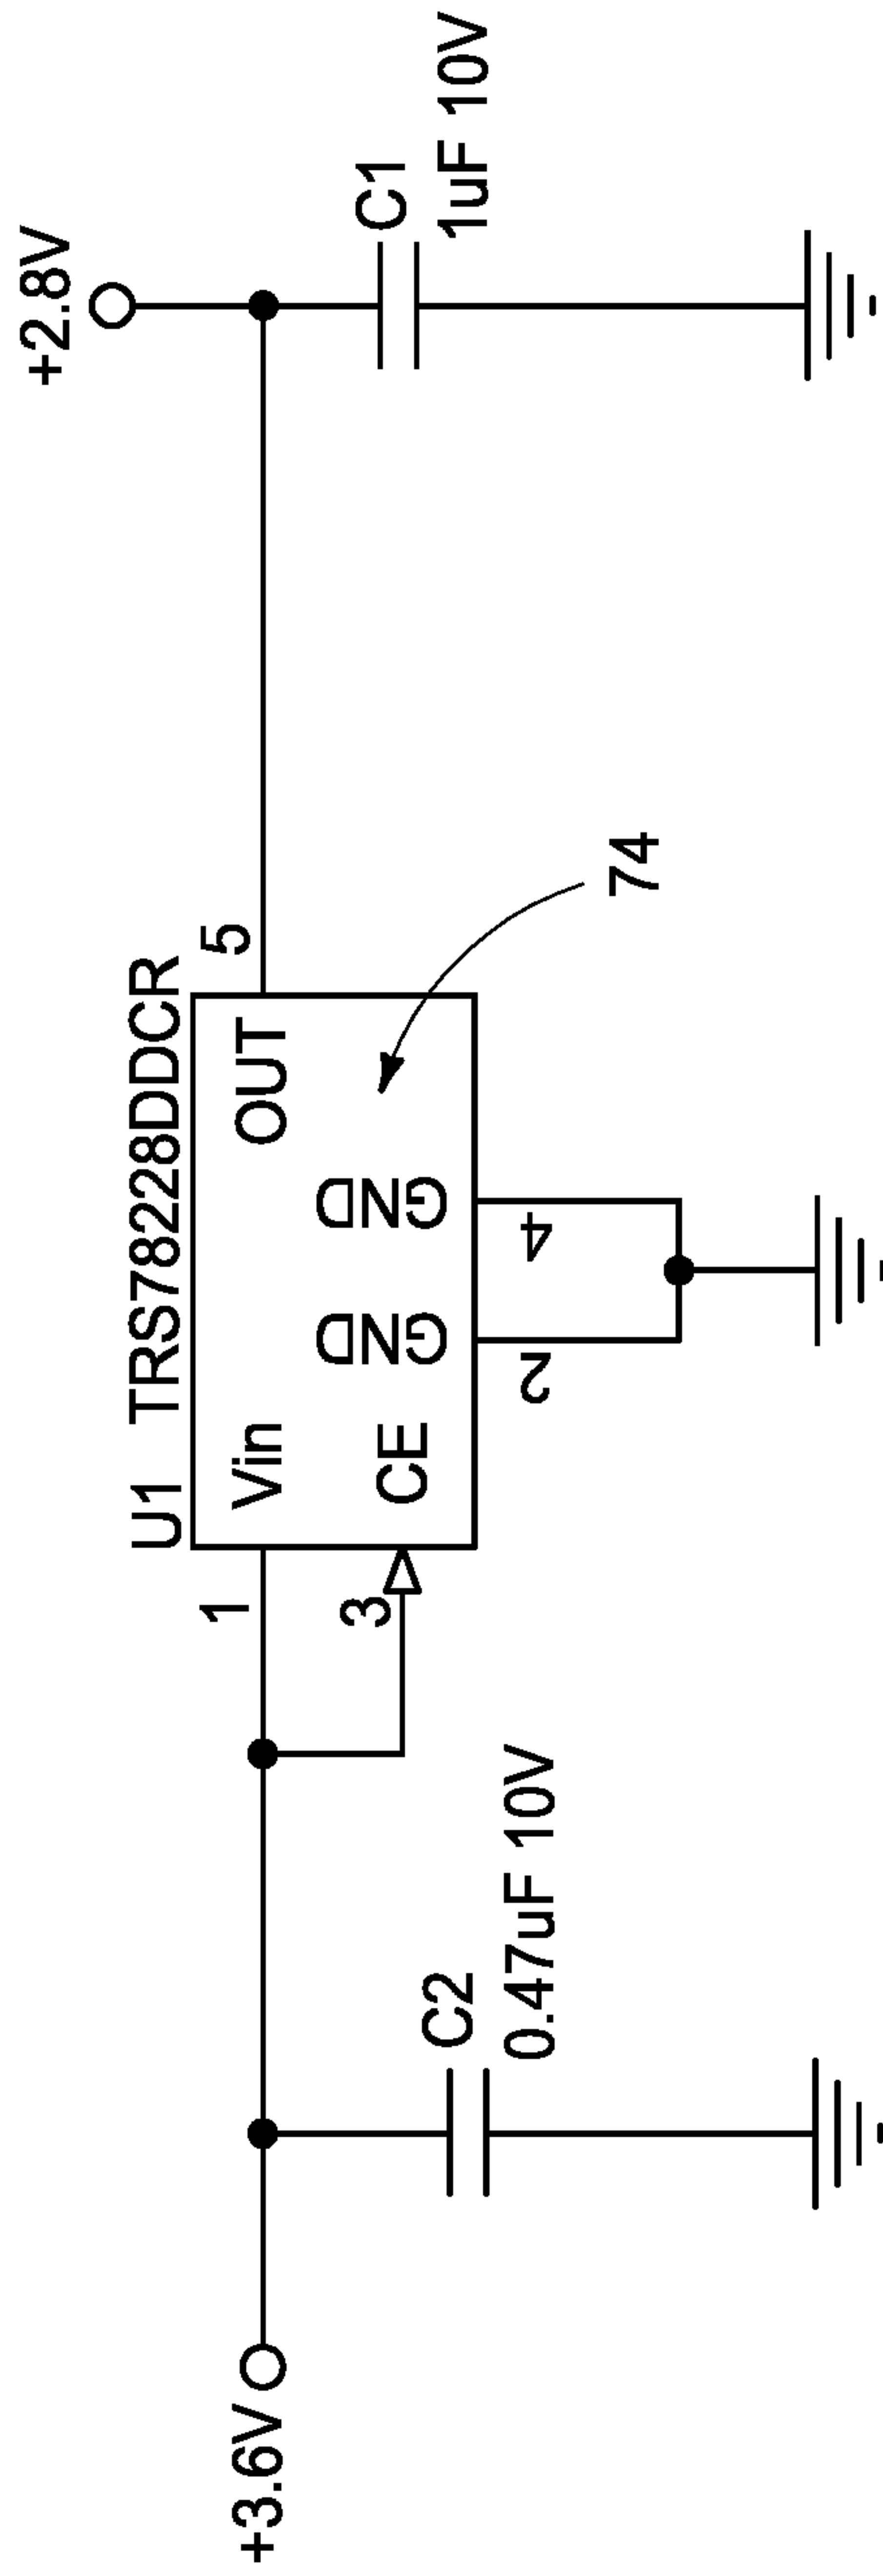 +3.6V
C2
0.47uF 10V
1
3
U1 TRS78228DDCR
Vin
CE
GND
GND
OUT
2
4
5
74
+2.8V
C1
1uF 10V